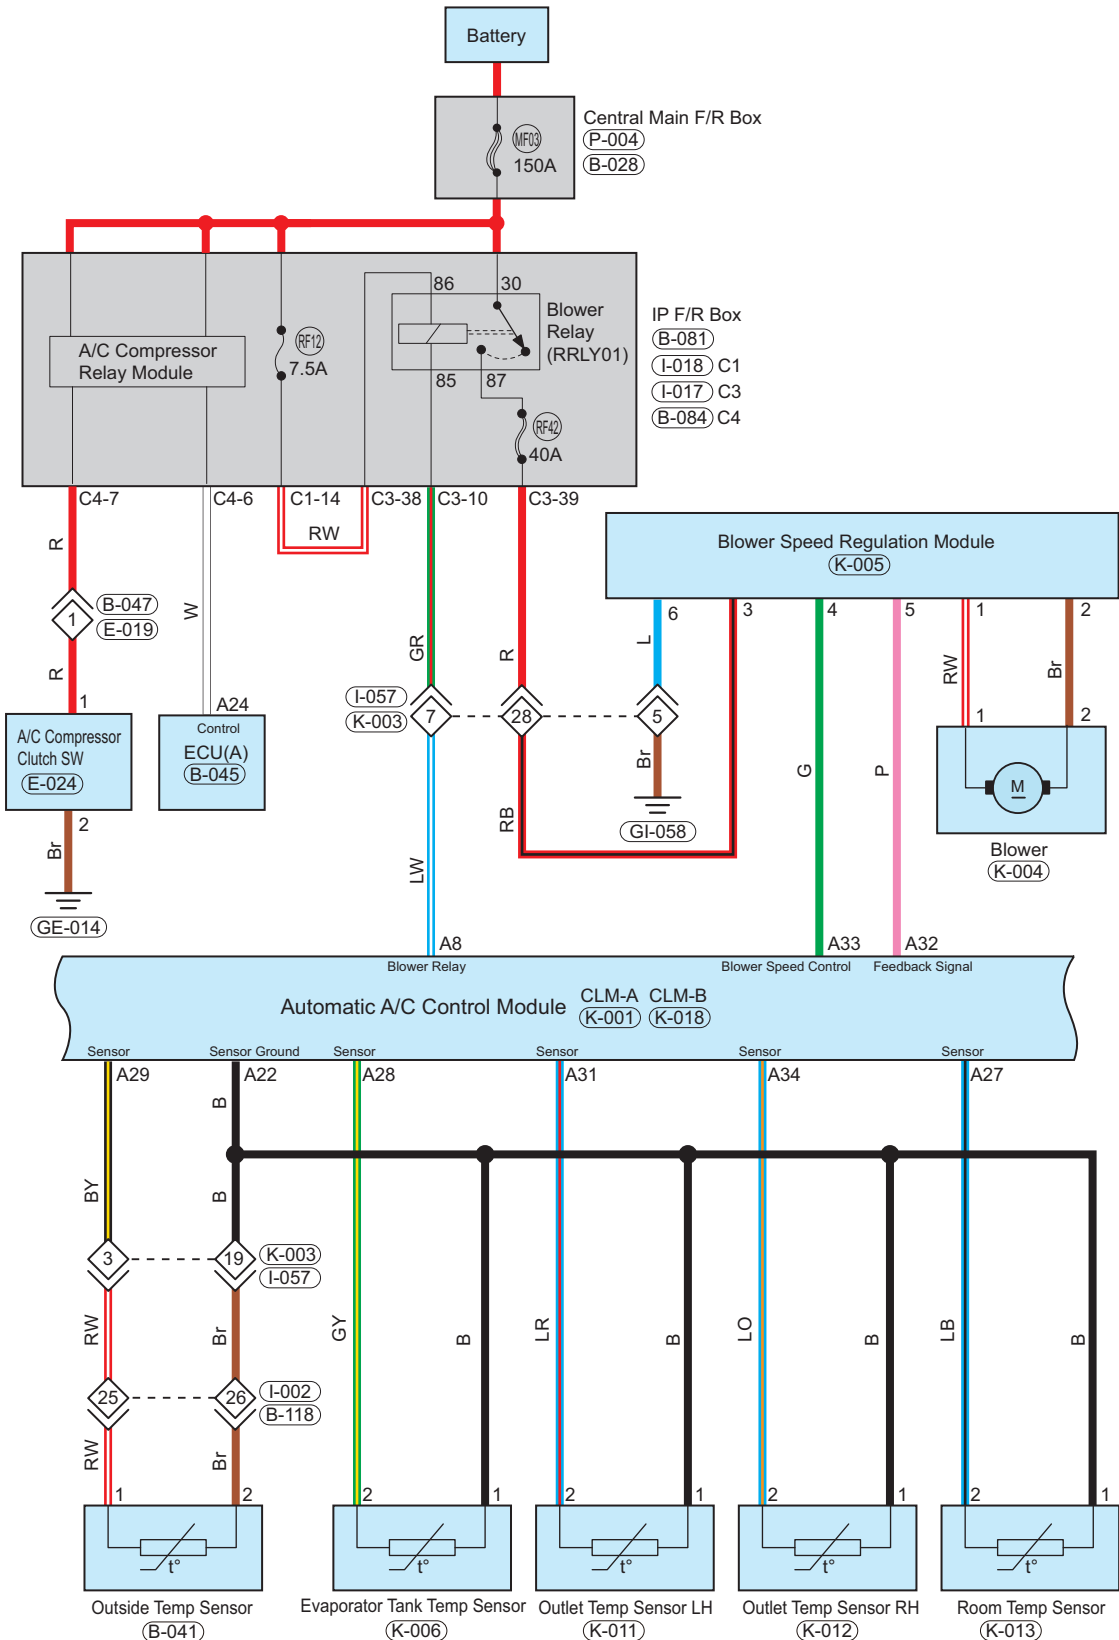 Battery
MF03
150A
Central Main F/R Box
P-004
B-028
86
30
Blower
Relay
(RRLY01)
IP F/R Box
B-081
I-018 C1
I-017 C3
B-084 C4
A/C Compressor
Relay Module
RF12
7.5A
85
87
RF42
40A
C4-7
C4-6
C1-14
C3-38
C3-10
C3-39
RW
Blower Speed Regulation Module
K-005
6
3
4
5
1
2
R
W
GR
R
L
RW
Br
1
B-047
E-019
R
I-057
K-003
7
28
5
1
A24
1
2
A/C Compressor
Clutch SW
E-024
Control
ECU(A)
B-045
Br
G
P
M
GI-058
2
Br
RB
LW
Blower
K-004
GE-014
A8
A33
A32
Blower Relay
Blower Speed Control
Feedback Signal
Automatic A/C Control Module
CLM-A
K-001
CLM-B
K-018
Sensor
Sensor Ground
Sensor
Sensor
Sensor
Sensor
A29
A22
A28
A31
A34
A27
B
BY
B
3
19
K-003
I-057
RW
Br
GY
B
LR
B
LO
B
LB
B
25
26
I-002
B-118
RW
Br
1
2
2
1
2
1
2
1
2
1
t°
t°
t°
t°
t°
Outside Temp Sensor
B-041
Evaporator Tank Temp Sensor
K-006
Outlet Temp Sensor LH
K-011
Outlet Temp Sensor RH
K-012
Room Temp Sensor
K-013